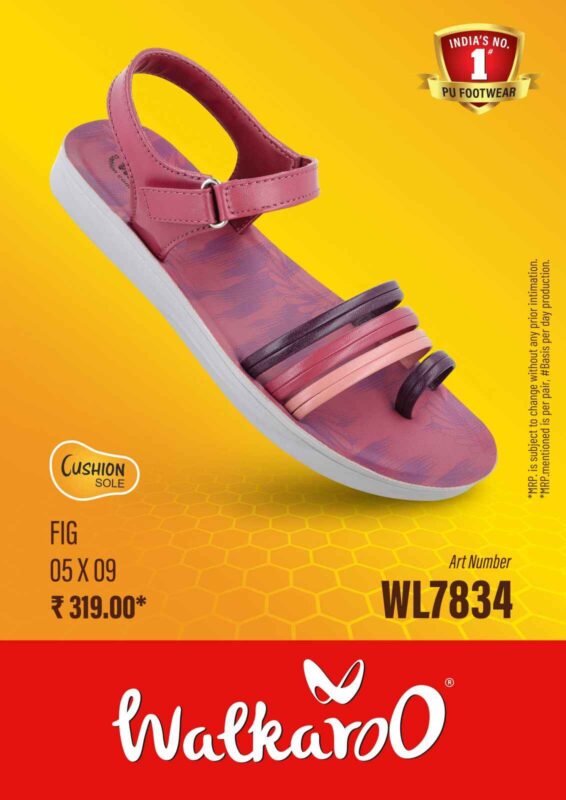 INDIA'S NO.
1#
PU FOOTWEAR
*MRP. is subject to change without any prior intimation.
*MRP.mentioned is per pair, #Basis per day production.
CUSHION
SOLE
FIG
05 X 09
₹ 319.00*
Art Number
WL7834
Walkaroo®